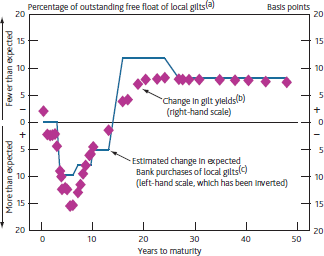 Percentage of outstanding free float of local gilts(a)
Basis points
20
15
10
5
+
0
–
5
10
15
20
Fewer than expected
More than expected
20
15
10
5
–
0
+
5
10
15
20
Change in gilt yields(b)
(right-hand scale)
Estimated change in expected
Bank purchases of local gilts(c)
(left-hand scale, which has been inverted)
0
10
20
30
40
50
Years to maturity